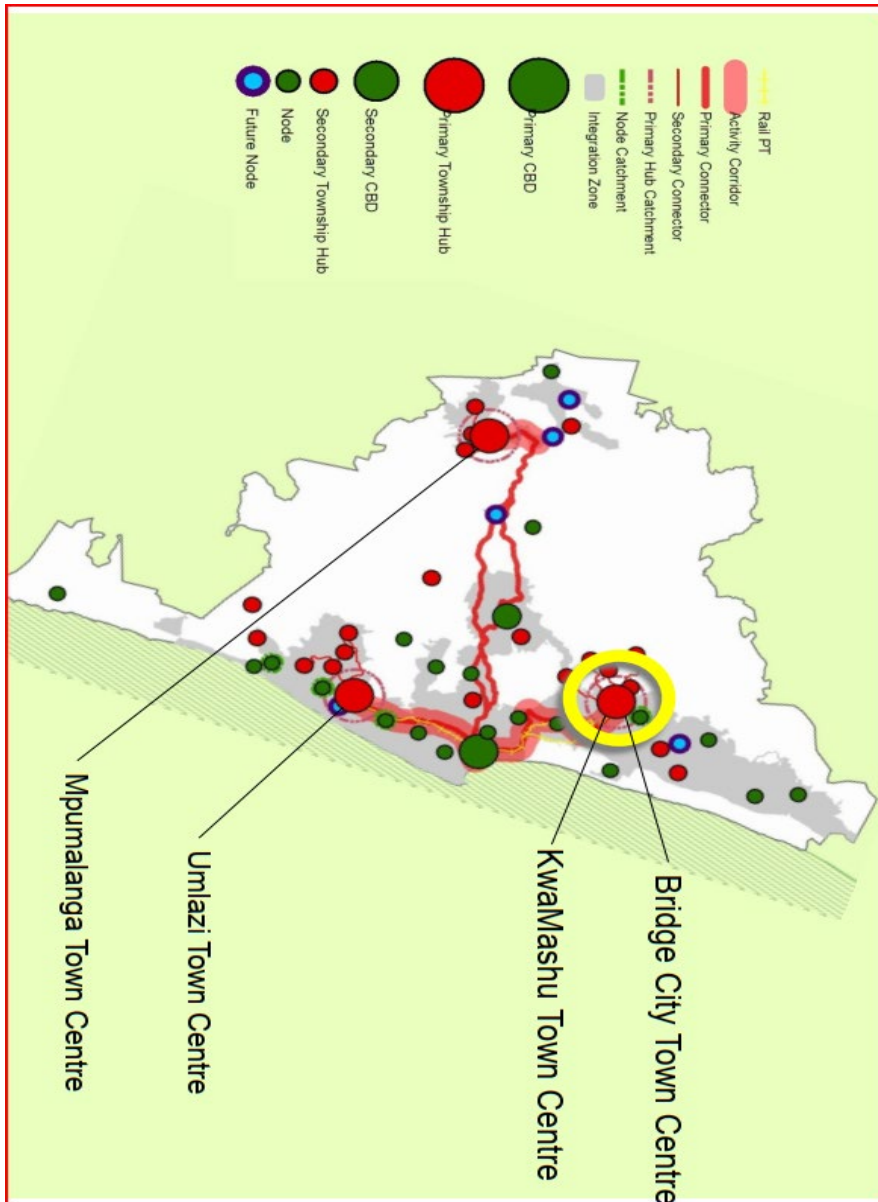 Rail PT
Activity Corridor
Primary Connector
Secondary Connector
Primary Hub Catchment
Node Catchment
Integration Zone
Primary CBD
Primary Township Hub
Secondary CBD
Secondary Township Hub
Node
Future Node
Bridge City Town Centre
KwaMashu Town Centre
Umlazi Town Centre
Mpumalanga Town Centre